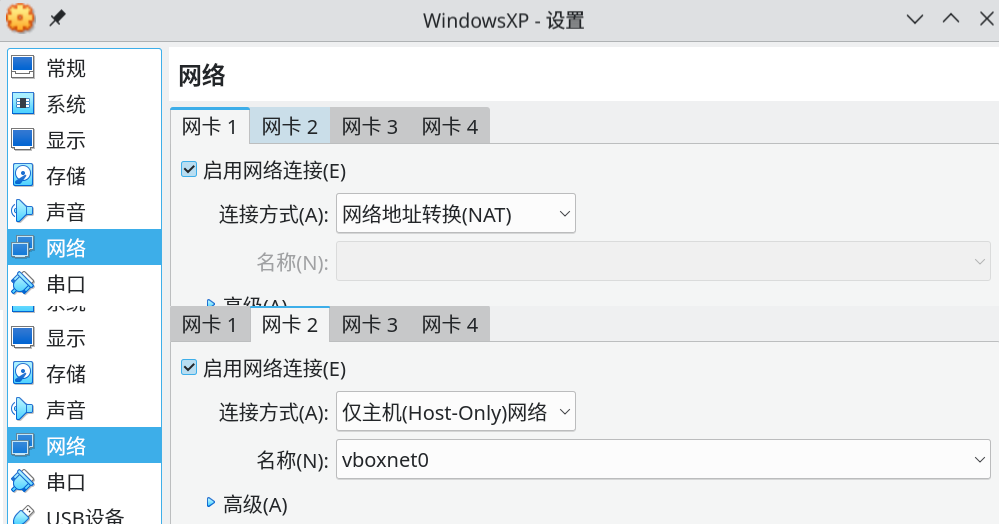 WindowsXP - 设置
常规
系统
显示
存储
声音
网络
串口
系统
显示
存储
声音
网络
串口
USB设备
网络
网卡 1 网卡 2 网卡 3 网卡 4
启用网络连接(E)
连接方式(A): 网络地址转换(NAT)
名称(N):
高级(A)
网卡 1 网卡 2 网卡 3 网卡 4
启用网络连接(E)
连接方式(A): 仅主机(Host-Only)网络
名称(N): vboxnet0
高级(A)